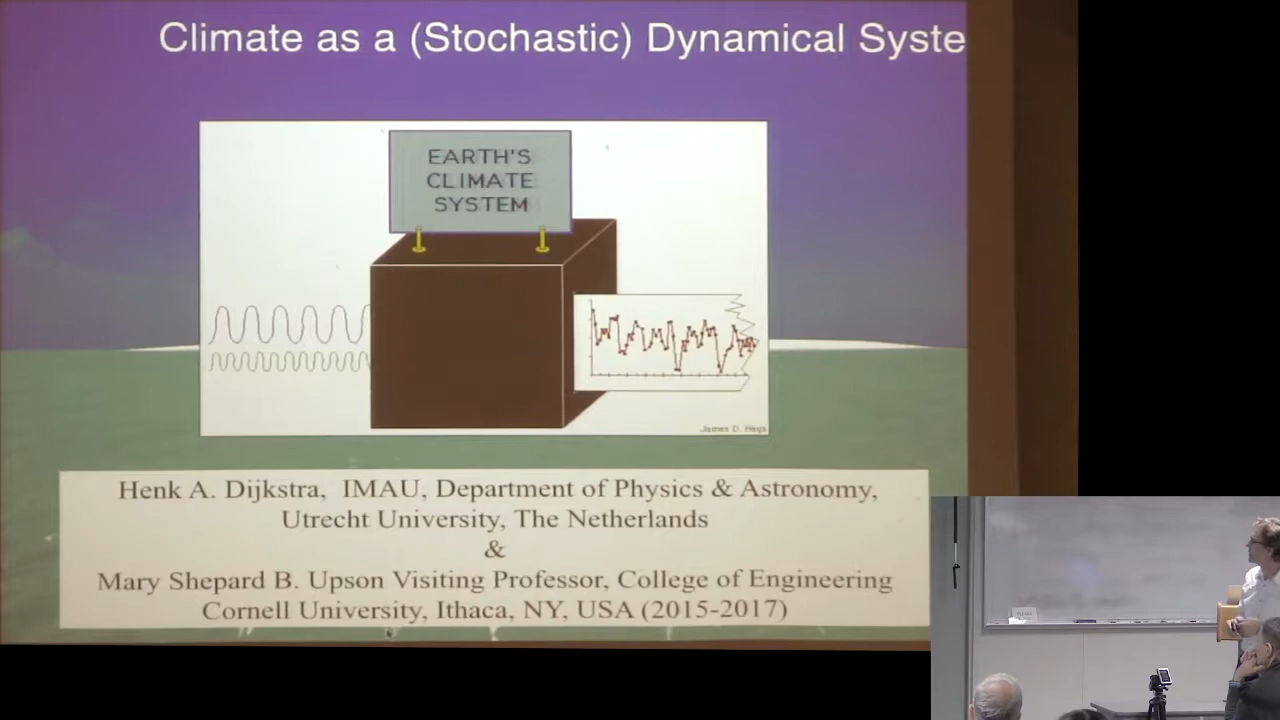 Climate as a (Stochastic) Dynamical Syste
EARTH'S
CLIMATE
SYSTEM
James D. Hays
Henk A. Dijkstra, IMAU, Department of Physics & Astronomy,
Utrecht University, The Netherlands
&
Mary Shepard B. Upson Visiting Professor, College of Engineering
Cornell University, Ithaca, NY, USA (2015-2017)